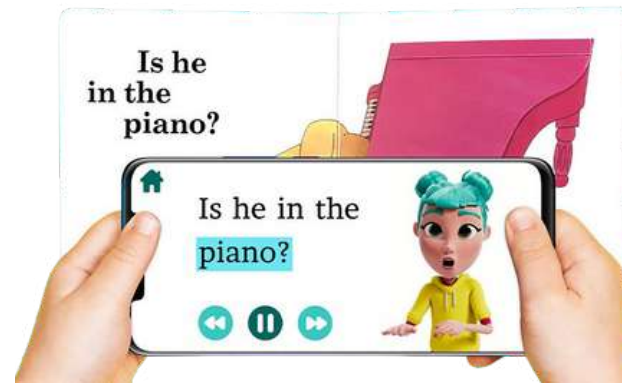 Is he
in the
piano?
Is he in the
piano?